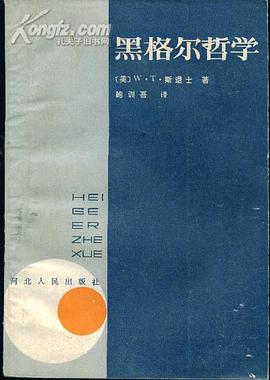 Kongfz.com
孔夫子旧书网
黑格尔哲学
〔英〕W·T·斯退士 著
鲍训吾 译
HEI
GE
ER
ZHE
XUE
河北人民出版社